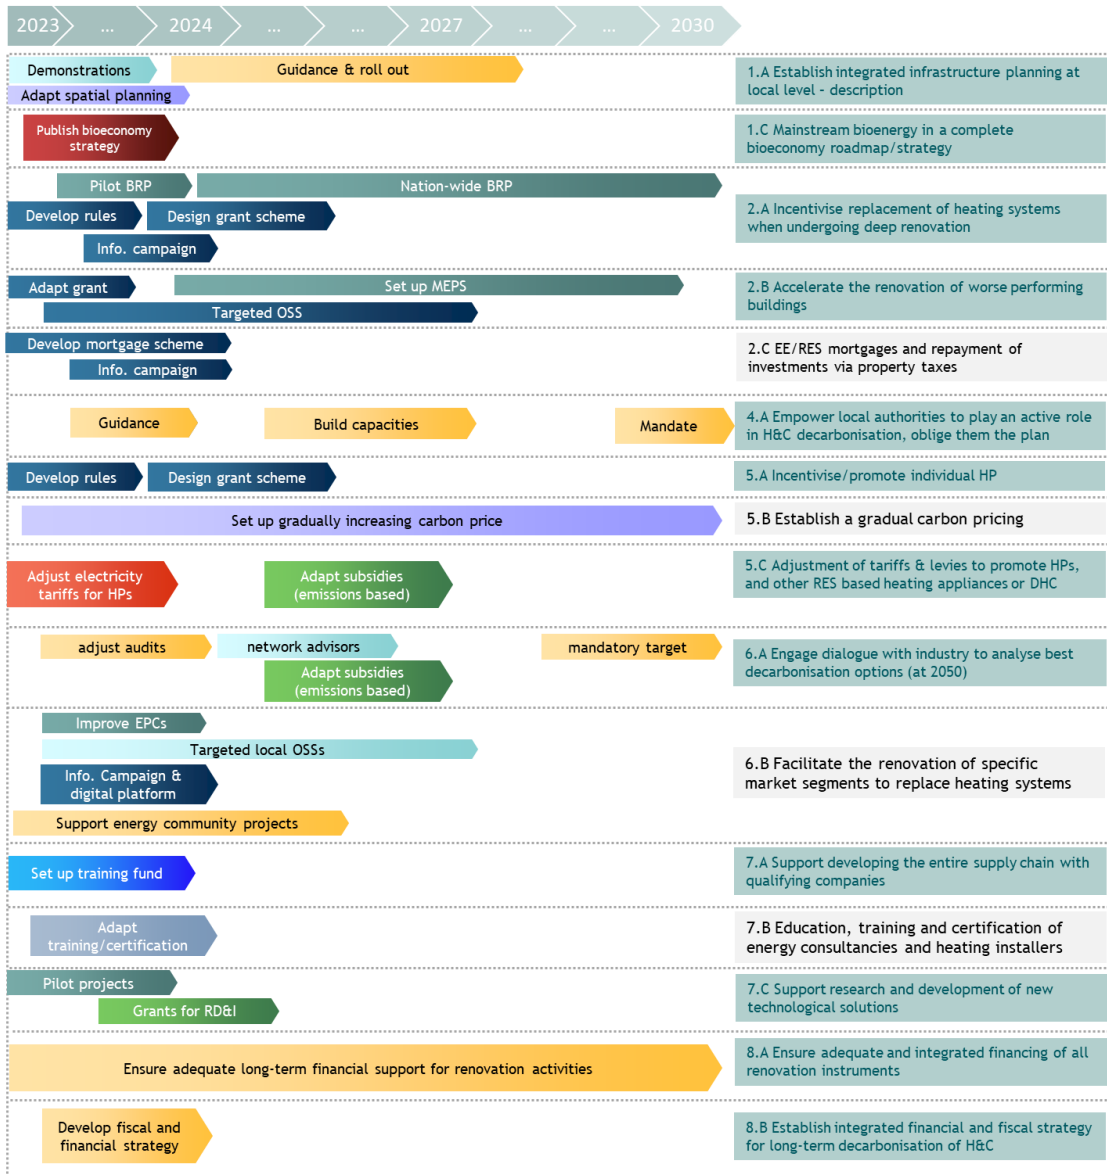 2023 ... 2024 ... ... 2027 ... ... 2030
Demonstrations
Guidance & roll out
Adapt spatial planning
1.A Establish integrated infrastructure planning at
local level - description
Publish bioeconomy
strategy
1.C Mainstream bioenergy in a complete
bioeconomy roadmap/strategy
Pilot BRP
Nation-wide BRP
Develop rules
Design grant scheme
Info. campaign
2.A Incentivise replacement of heating systems
when undergoing deep renovation
Adapt grant
Set up MEPS
Targeted OSS
2.B Accelerate the renovation of worse performing
buildings
Develop mortgage scheme
Info. campaign
2.C EE/RES mortgages and repayment of
investments via property taxes
Guidance
Build capacities
Mandate
4.A Empower local authorities to play an active role
in H&C decarbonisation, oblige them the plan
Develop rules
Design grant scheme
5.A Incentivise/promote individual HP
Set up gradually increasing carbon price
5.B Establish a gradual carbon pricing
Adjust electricity
tariffs for HPs
Adapt subsidies
(emissions based)
5.C Adjustment of tariffs & levies to promote HPs,
and other RES based heating appliances or DHC
adjust audits
network advisors
mandatory target
Adapt subsidies
(emissions based)
6.A Engage dialogue with industry to analyse best
decarbonisation options (at 2050)
Improve EPCs
Targeted local OSSs
Info. Campaign &
digital platform
Support energy community projects
6.B Facilitate the renovation of specific
market segments to replace heating systems
Set up training fund
7.A Support developing the entire supply chain with
qualifying companies
Adapt
training/certification
7.B Education, training and certification of
energy consultancies and heating installers
Pilot projects
Grants for RD&I
7.C Support research and development of new
technological solutions
Ensure adequate long-term financial support for renovation activities
8.A Ensure adequate and integrated financing of all
renovation instruments
Develop fiscal and
financial strategy
8.B Establish integrated financial and fiscal strategy
for long-term decarbonisation of H&C